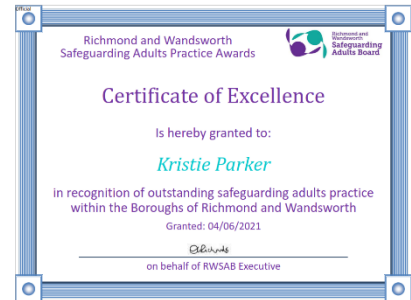 Official
Richmond and Wandsworth
Safeguarding Adults Practice Awards
Richmond and
Wandsworth
Safeguarding
Adults Board
Certificate of Excellence
Is hereby granted to:
Kristie Parker
in recognition of outstanding safeguarding adults practice
within the Boroughs of Richmond and Wandsworth
Granted: 04/06/2021
on behalf of RWSAB Executive